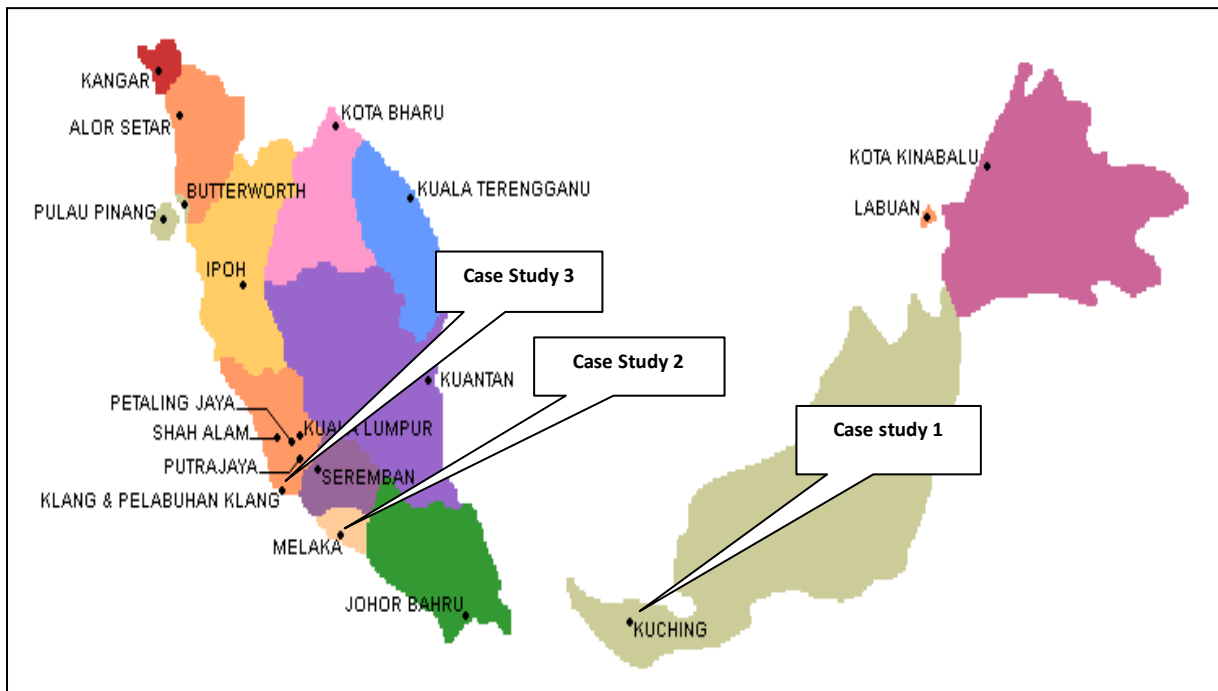 KANGAR
ALOR SETAR
KOTA BHARU
BUTTERWORTH
KUALA TERENGGANU
PULAU PINANG
IPOH
Case Study 3
Case Study 2
KUANTAN
PETALING JAYA
KUALA LUMPUR
SHAH ALAM
PUTRAJAYA
SEREMBAN
KLANG & PELABUHAN KLANG
MELAKA
JOHOR BAHRU
KOTA KINABALU
LABUAN
Case study 1
KUCHING